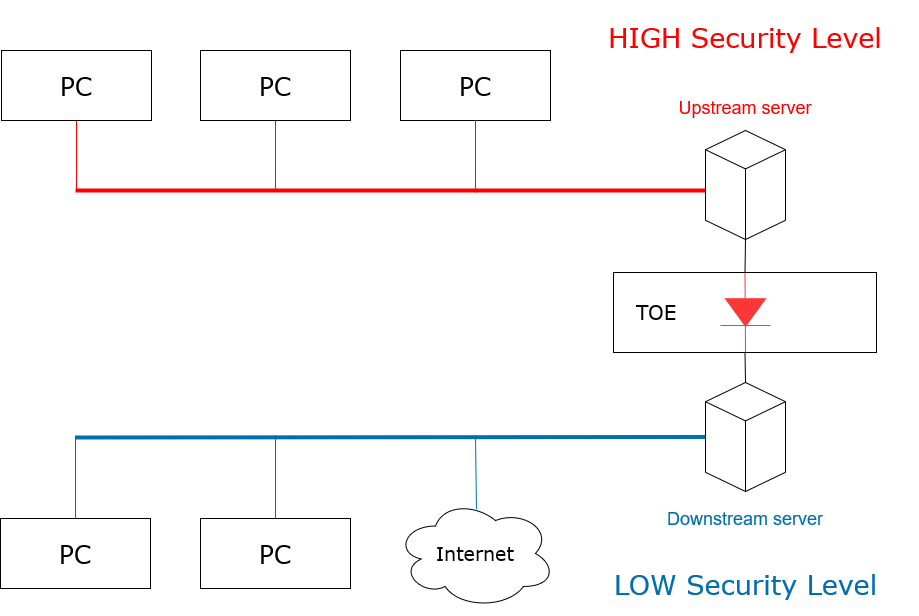 HIGH Security Level
PC
PC
PC
Upstream server
TOE
Downstream server
PC
PC
Internet
LOW Security Level